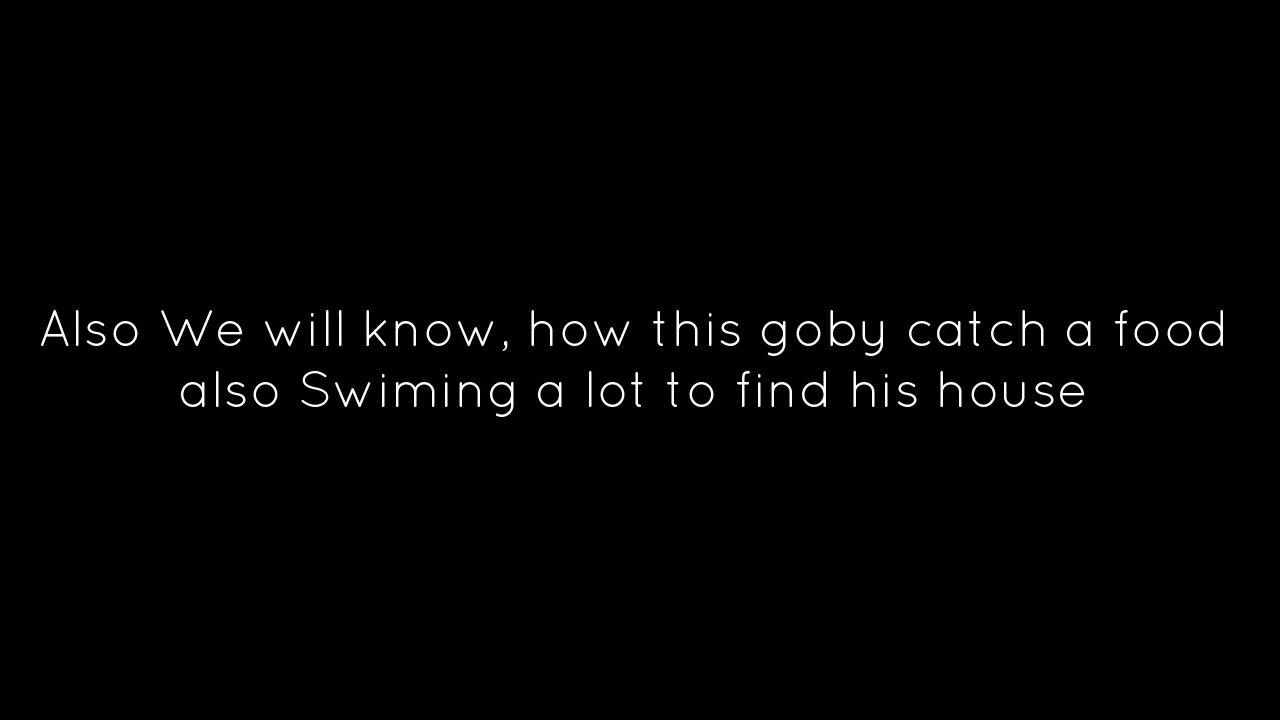 Also We will know, how this goby catch a food
also Swiming a lot to find his house